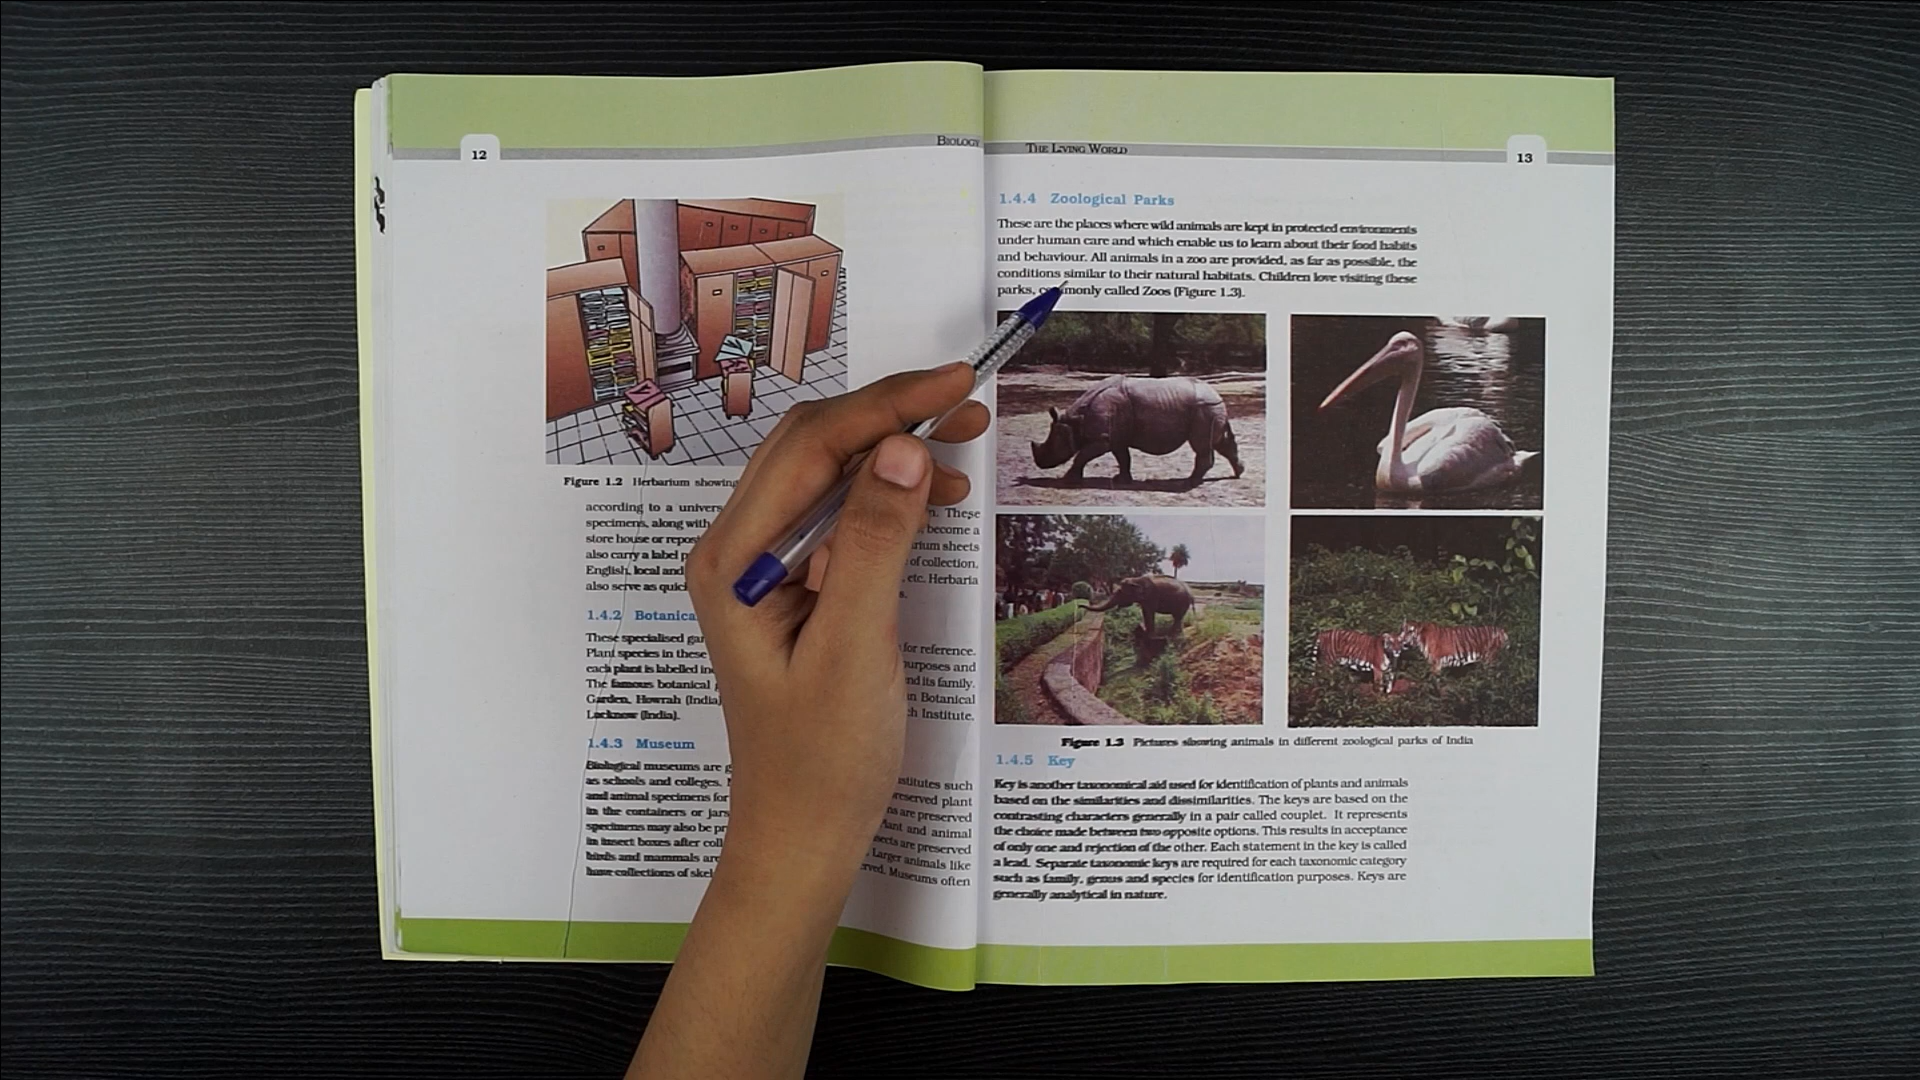 12
BIOLOGY
Figure 1.2 Herbarium showing
according to a univers
n. These
specimens, along with
become a
store house or repos
rium sheets
also carry a label p
of collection,
English, local and
, etc. Herbaria
also serve as quick
s.
1.4.2 Botanica
These specialised gar
for reference.
Plant species in these
urposes and
each plant is labelled in
nd its family.
The famous botanical
n Botanical
Garden, Howrah (India)
ch Institute,
Lucknow (India).
1.4.3 Museum
Biological museums are g
stitutes such
as schools and colleges.
reserved plant
and animal specimens for
ns are preserved
in the containers or jars
lant and animal
specimens may also be pr
sects are preserved
in insect boxes after coll
Larger animals like
birds and mammals are
rved. Museums often
have collections of skel
THE LIVING WORLD
13
1.4.4 Zoological Parks
These are the places where wild animals are kept in protected environments
under human care and which enable us to learn about their food habits
and behaviour. All animals in a zoo are provided, as far as possible, the
conditions similar to their natural habitats. Children love visiting these
parks, commonly called Zoos (Figure 1.3).
Figure 1.3 Pictures showing animals in different zoological parks of India
1.4.5 Key
Key is another taxonomical aid used for identification of plants and animals
based on the similarities and dissimilarities. The keys are based on the
contrasting characters generally in a pair called couplet. It represents
the choice made between two opposite options. This results in acceptance
of only one and rejection of the other. Each statement in the key is called
a lead. Separate taxonomic keys are required for each taxonomic category
such as family, genus and species for identification purposes. Keys are
generally analytical in nature.